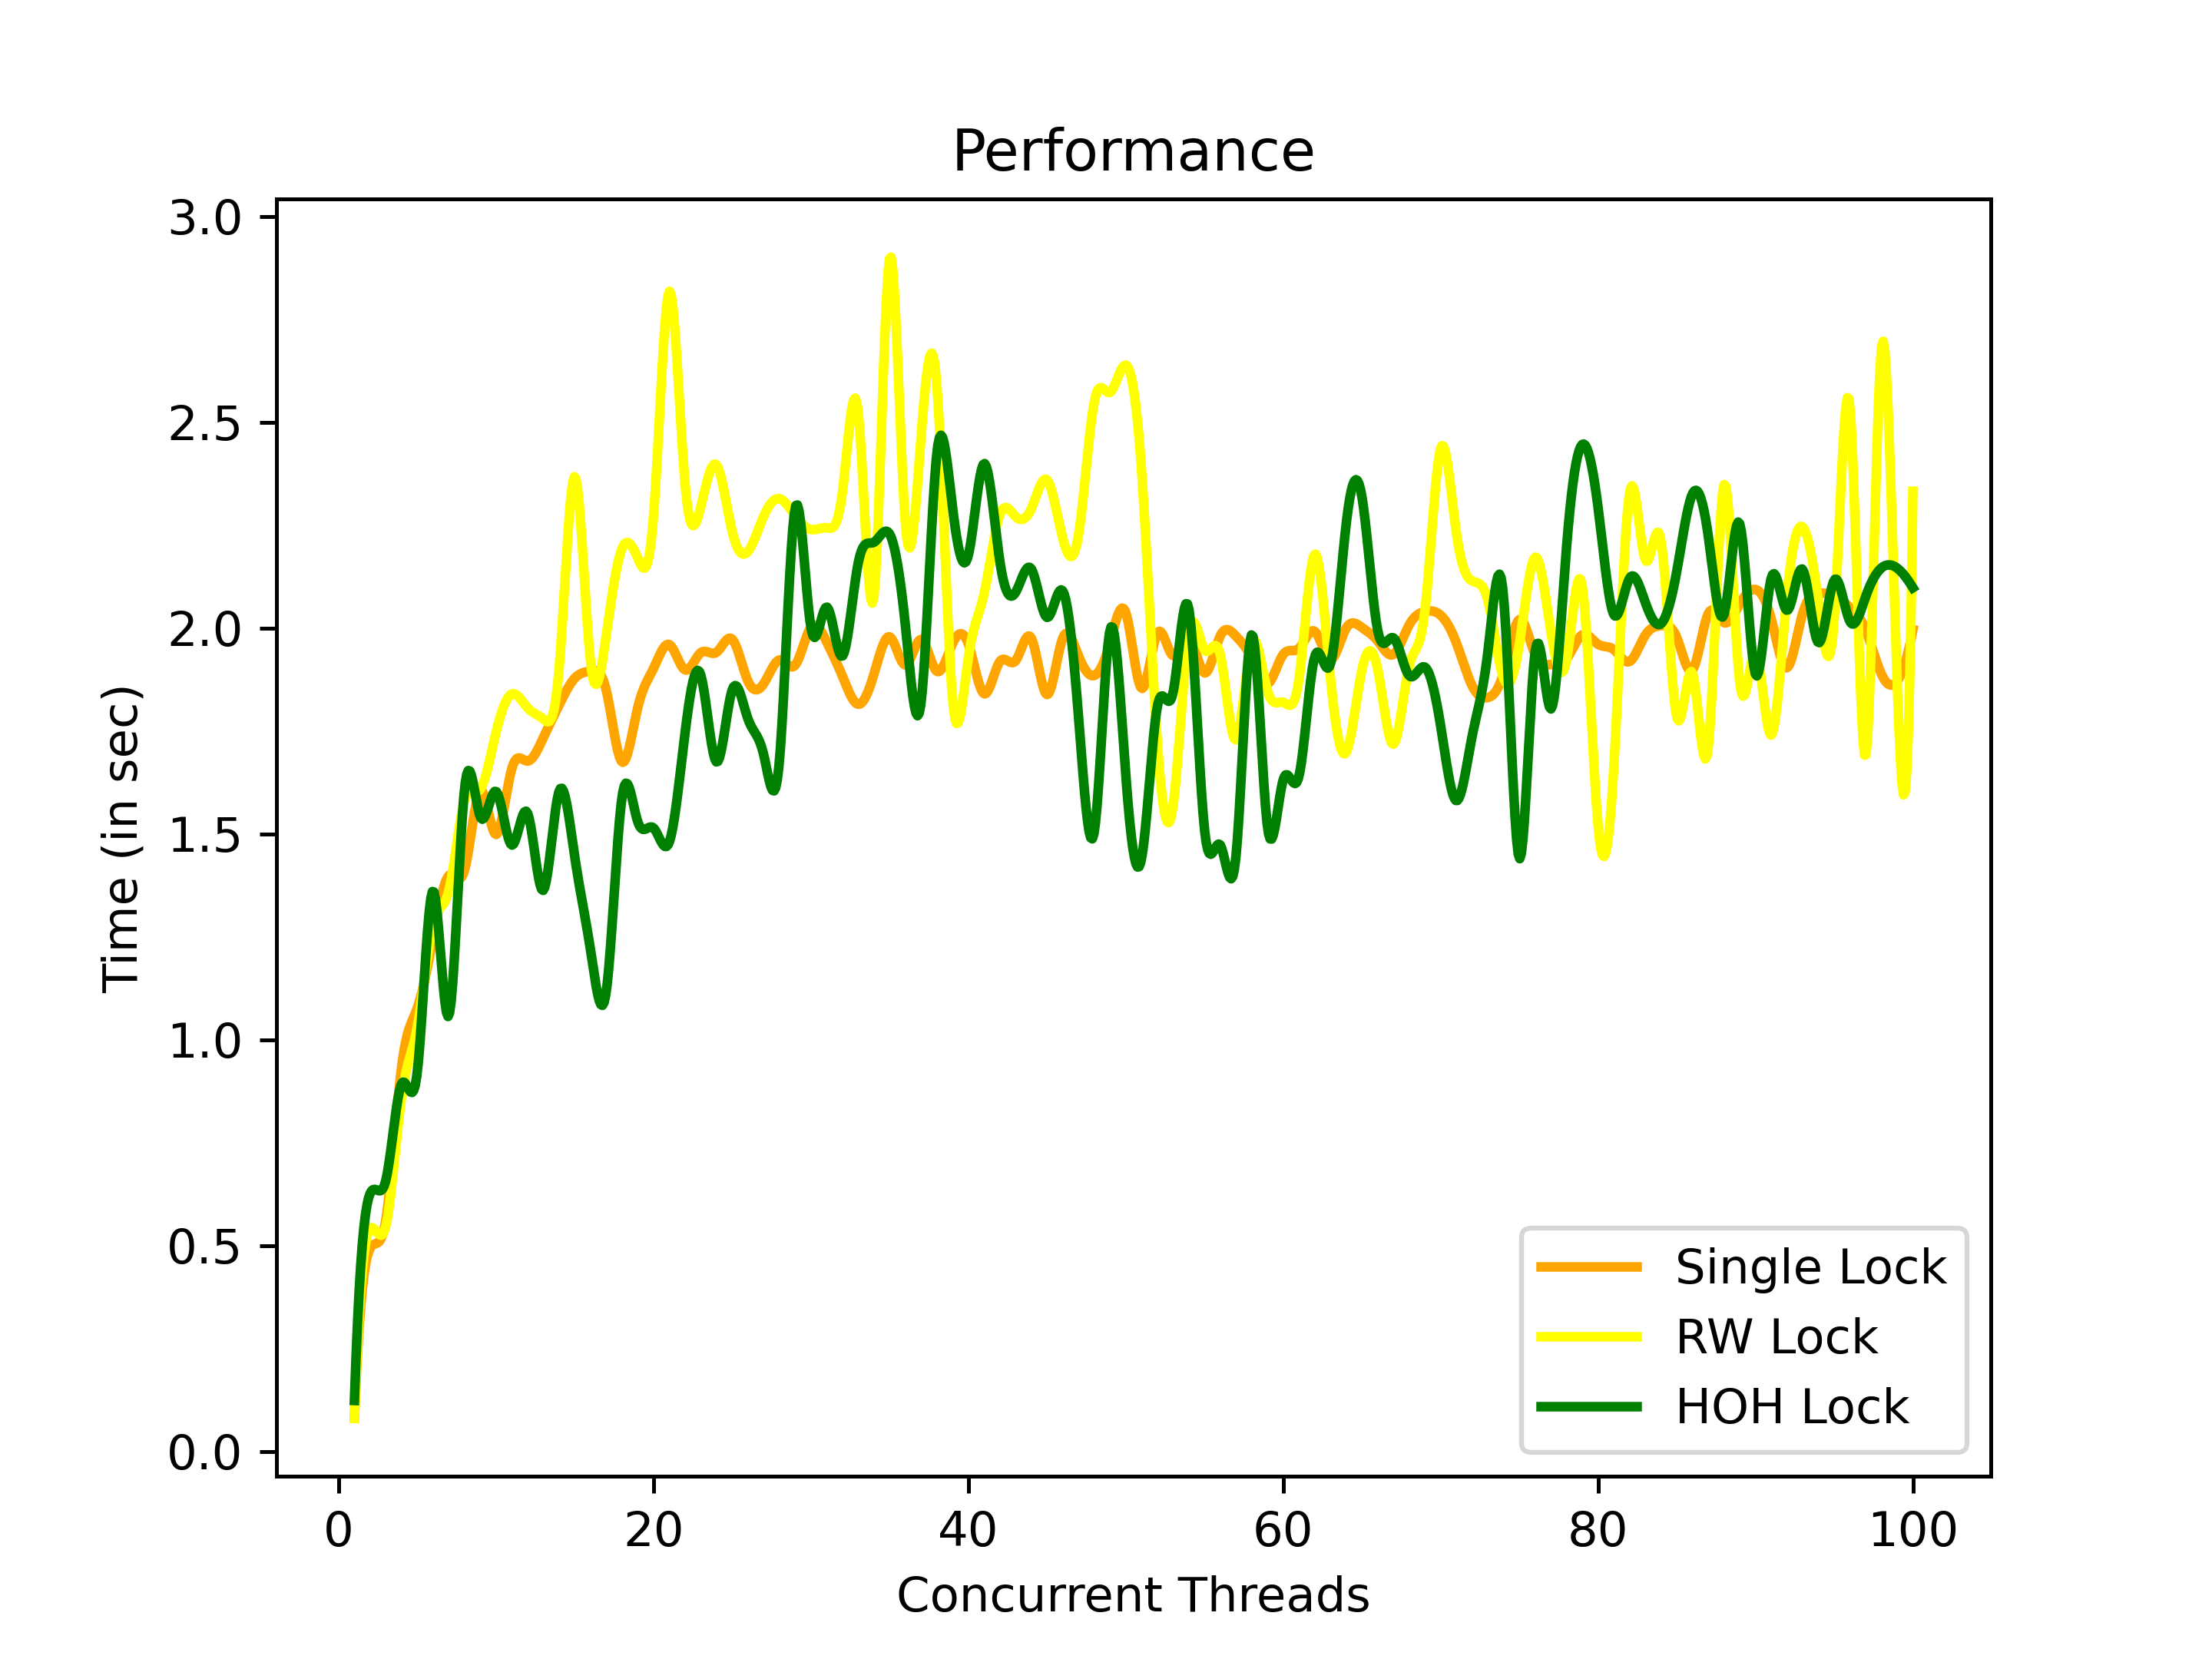 Performance
3.0
2.5
2.0
1.5
1.0
0.5
0.0
Time (in sec)
0 20 40 60 80 100
Concurrent Threads
Single Lock
RW Lock
HOH Lock